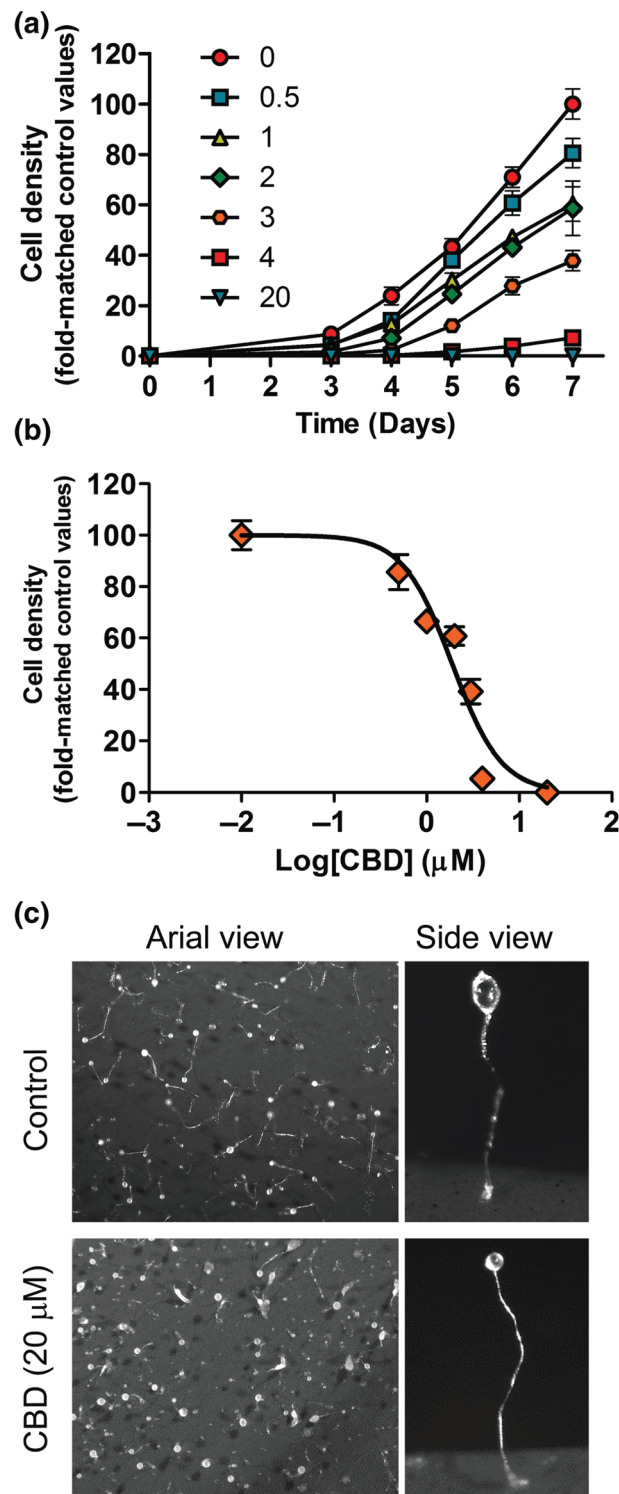 (a)
Cell density
(fold-matched control values)
120
100
80
60
40
20
0
0
0.5
1
2
3
4
20
0 1 2 3 4 5 6 7
Time (Days)
(b)
Cell density
(fold-matched control values)
120
100
80
60
40
20
0
–3 –2 –1 0 1 2
Log[CBD] (μM)
(c)
Arial view Side view
Control
CBD (20 μM)